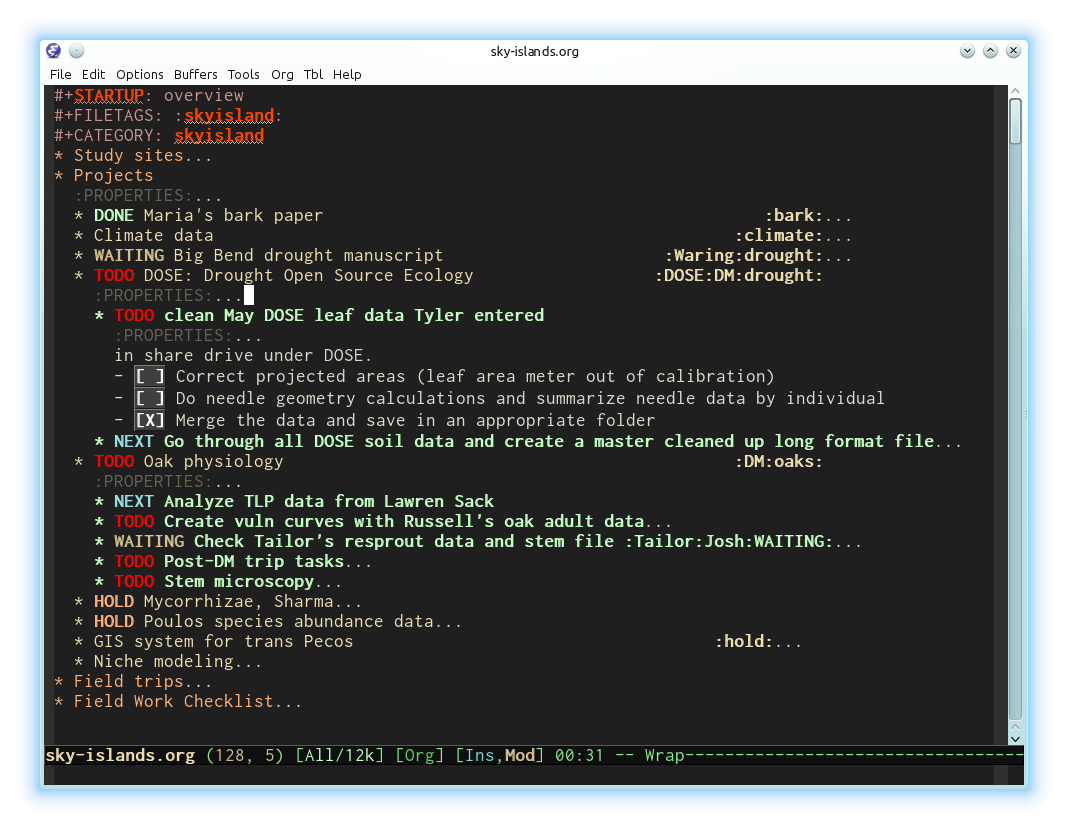 sky-islands.org
File Edit Options Buffers Tools Org Tbl Help
#+STARTUP: overview
#+FILETAGS: :skyisland:
#+CATEGORY: skyisland
* Study sites...
* Projects
:PROPERTIES:...
* DONE Maria's bark paper :bark:...
* Climate data :climate:...
* WAITING Big Bend drought manuscript :Waring:drought:...
* TODO DOSE: Drought Open Source Ecology :DOSE:DM:drought:
:PROPERTIES:...
* TODO clean May DOSE leaf data Tyler entered
:PROPERTIES:...
in share drive under DOSE.
- [ ] Correct projected areas (leaf area meter out of calibration)
- [ ] Do needle geometry calculations and summarize needle data by individual
- [X] Merge the data and save in an appropriate folder
* NEXT Go through all DOSE soil data and create a master cleaned up long format file...
* TODO Oak physiology :DM:oaks:
:PROPERTIES:...
* NEXT Analyze TLP data from Lawren Sack
* TODO Create vuln curves with Russell's oak adult data...
* WAITING Check Tailor's resprout data and stem file :Tailor:Josh:WAITING:...
* TODO Post-DM trip tasks...
* TODO Stem microscopy...
* HOLD Mycorrhizae, Sharma...
* HOLD Poulos species abundance data...
* GIS system for trans Pecos :hold:...
* Niche modeling...
* Field trips...
* Field Work Checklist...
sky-islands.org (128, 5) [All/12k] [Org] [Ins,Mod] 00:31 -- Wrap----------------------------------